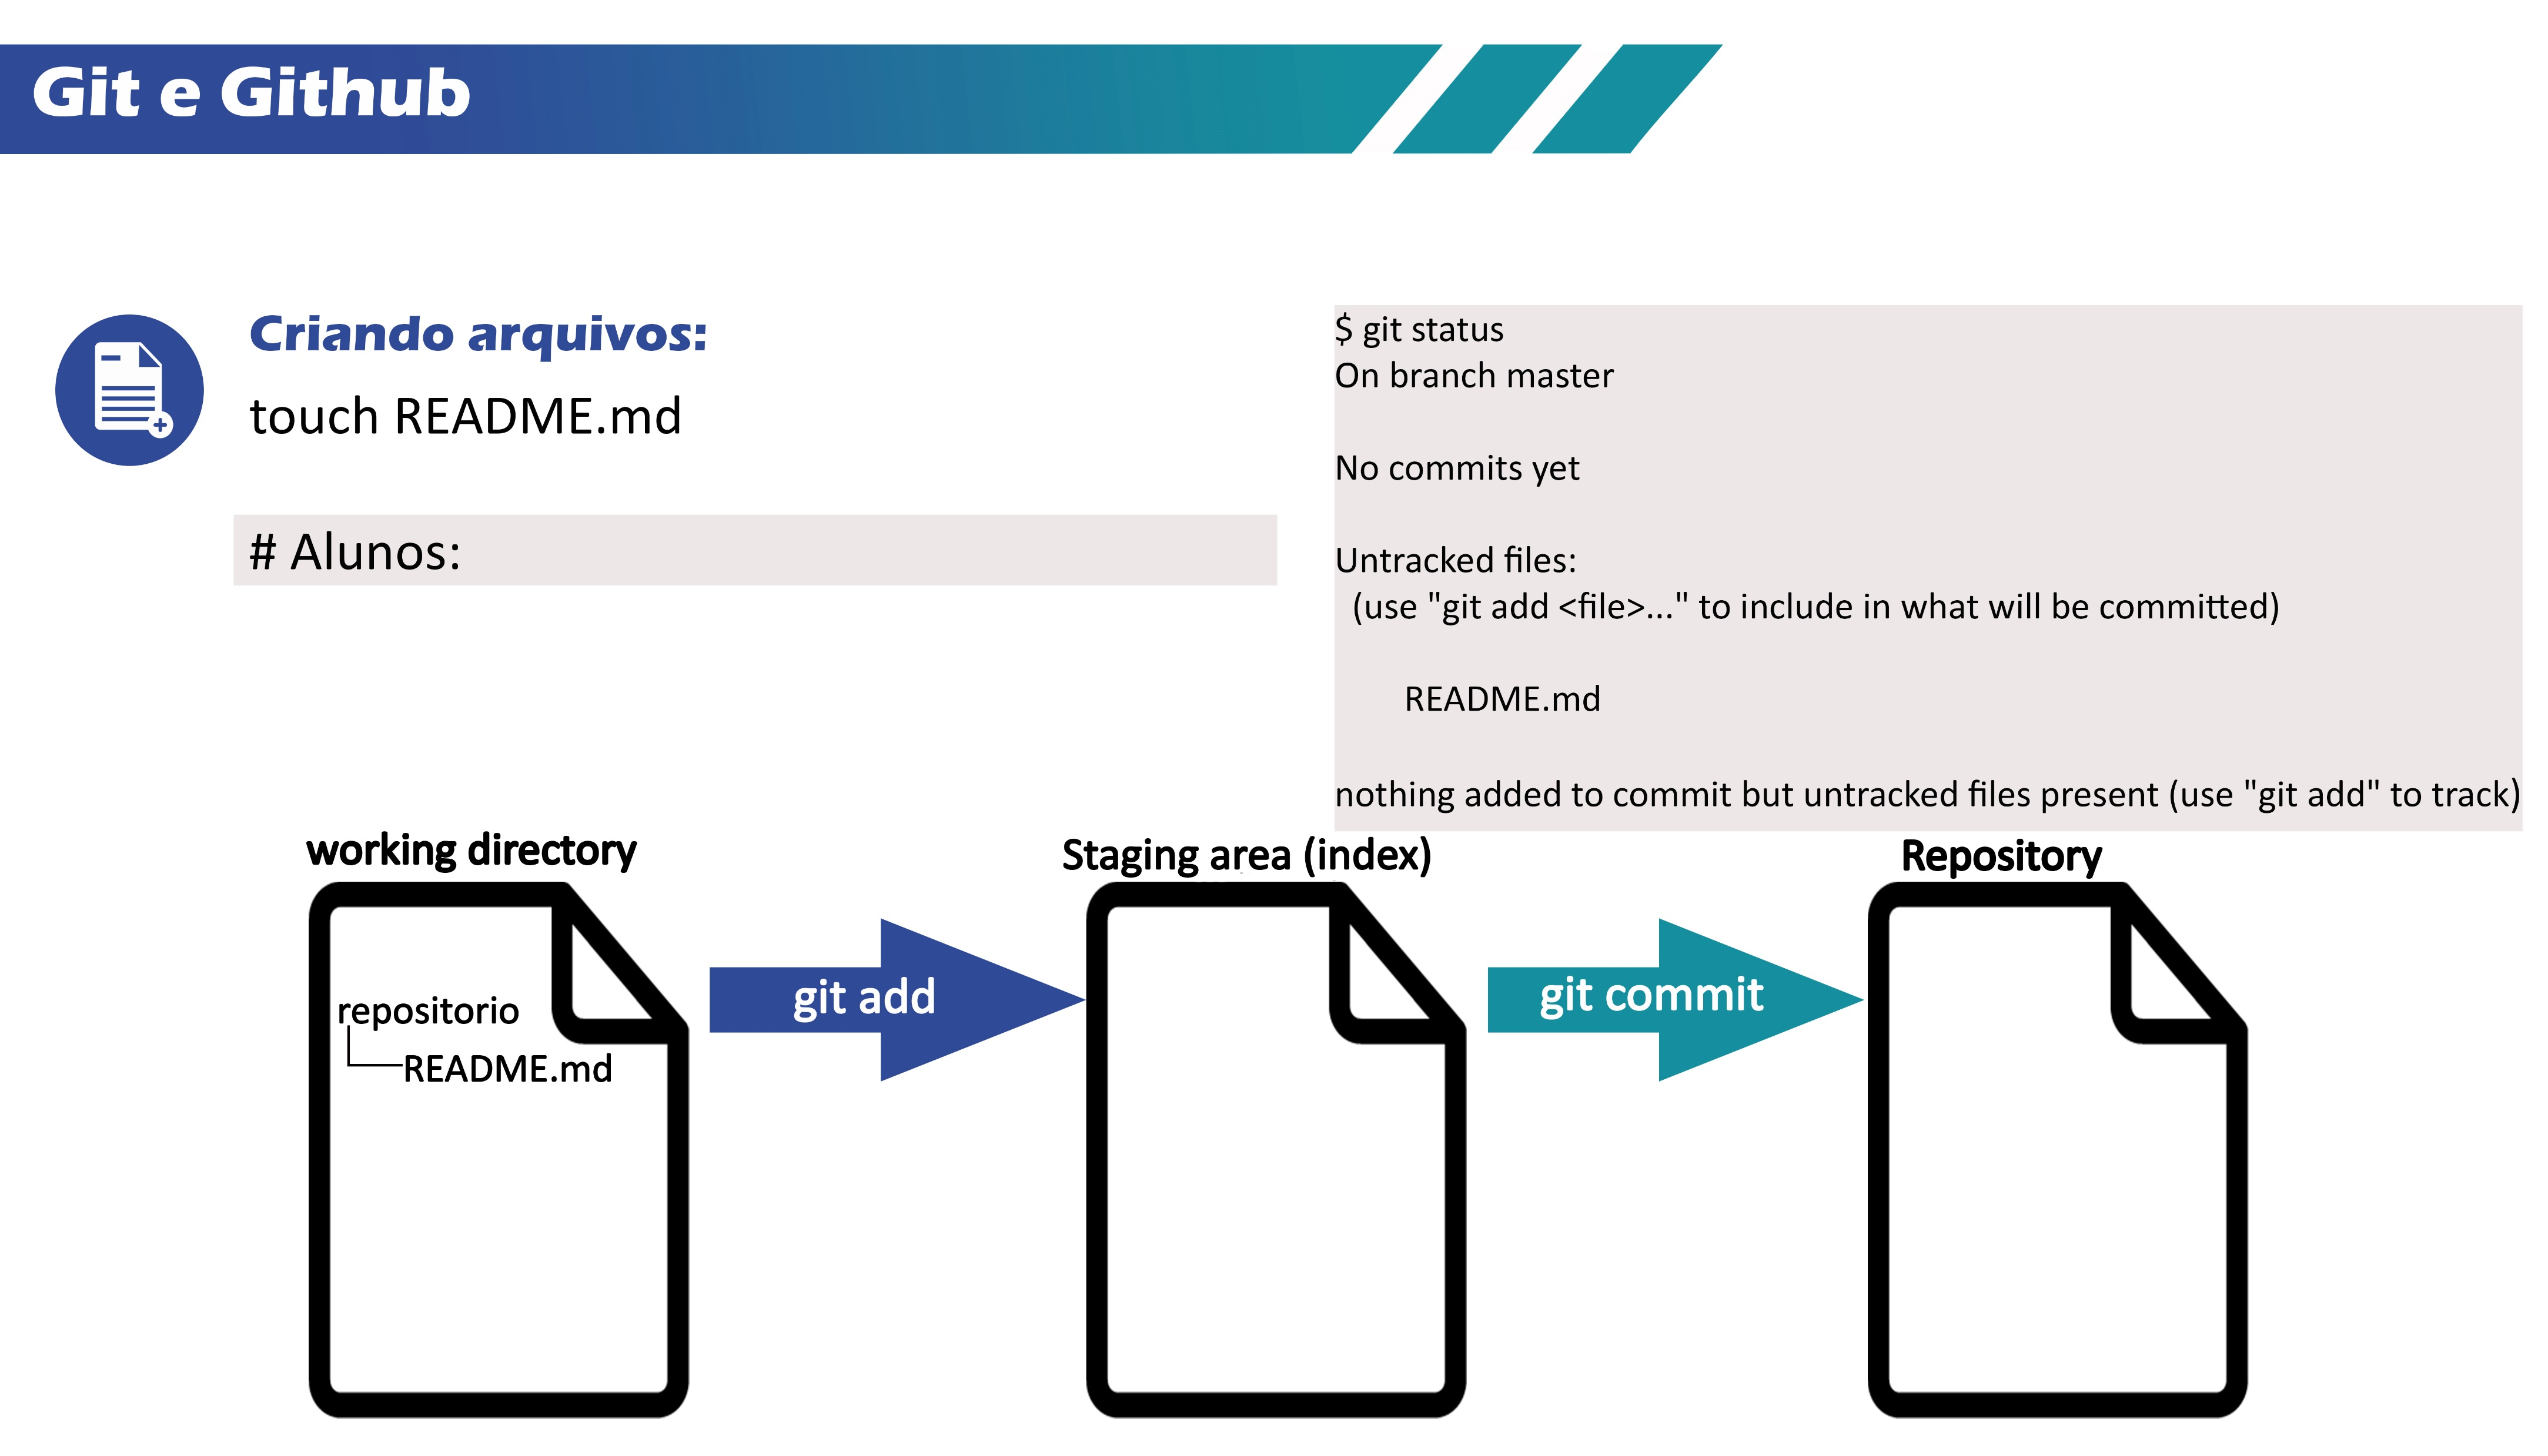 Git e Github
Criando arquivos:
touch README.md
# Alunos:
$ git status
On branch master
No commits yet
Untracked files:
(use "git add <file>..." to include in what will be committed)
README.md
nothing added to commit but untracked files present (use "git add" to track)
working directory
Staging area (index)
Repository
repositorio
README.md
git add
git commit